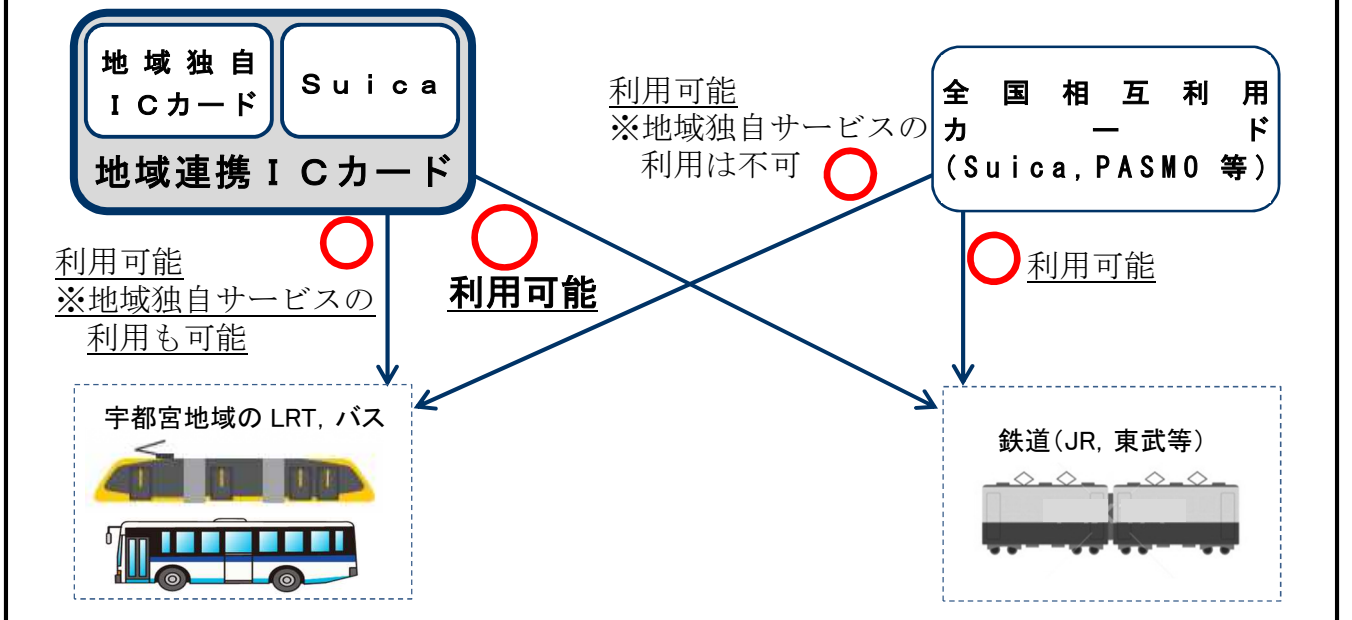 地域独自
ICカード
Suica
地域連携ICカード
利用可能
※地域独自サービスの
利用は不可
全国相互利用
カード
(Suica,PASMO 等)
利用可能
※地域独自サービスの
利用も可能
利用可能
利用可能
宇都宮地域の LRT, バス
鉄道(JR, 東武等)